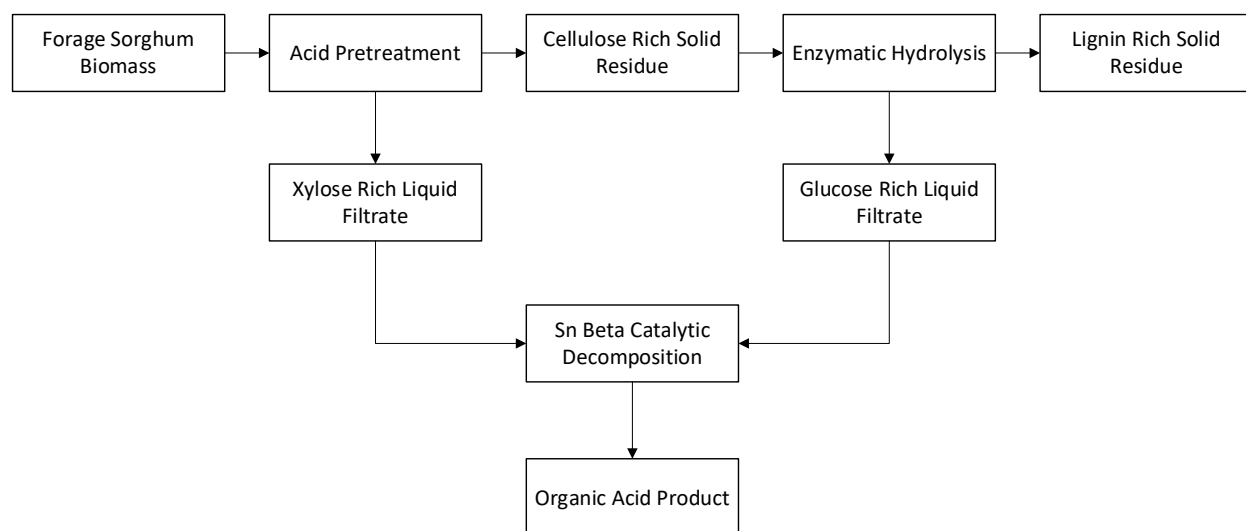 Forage Sorghum
Biomass
Acid Pretreatment
Cellulose Rich Solid
Residue
Enzymatic Hydrolysis
Lignin Rich Solid
Residue
Xylose Rich Liquid
Filtrate
Glucose Rich Liquid
Filtrate
Sn Beta Catalytic
Decomposition
Organic Acid Product